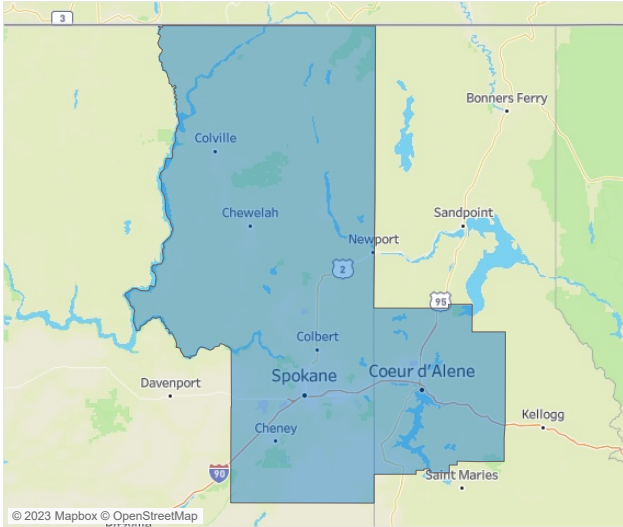 3
Bonners Ferry
Colville
Chewelah
Sandpoint
Newport
2
95
Colbert
Spokane
Coeur d'Alene
Davenport
Kellogg
Cheney
90
Saint Maries
© 2023 Mapbox © OpenStreetMap